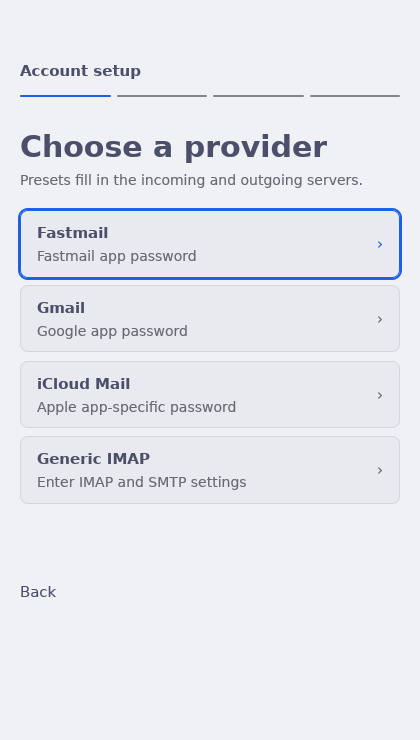 Account setup
Choose a provider
Presets fill in the incoming and outgoing servers.
Fastmail
Fastmail app password
Gmail
Google app password
iCloud Mail
Apple app-specific password
Generic IMAP
Enter IMAP and SMTP settings
Back